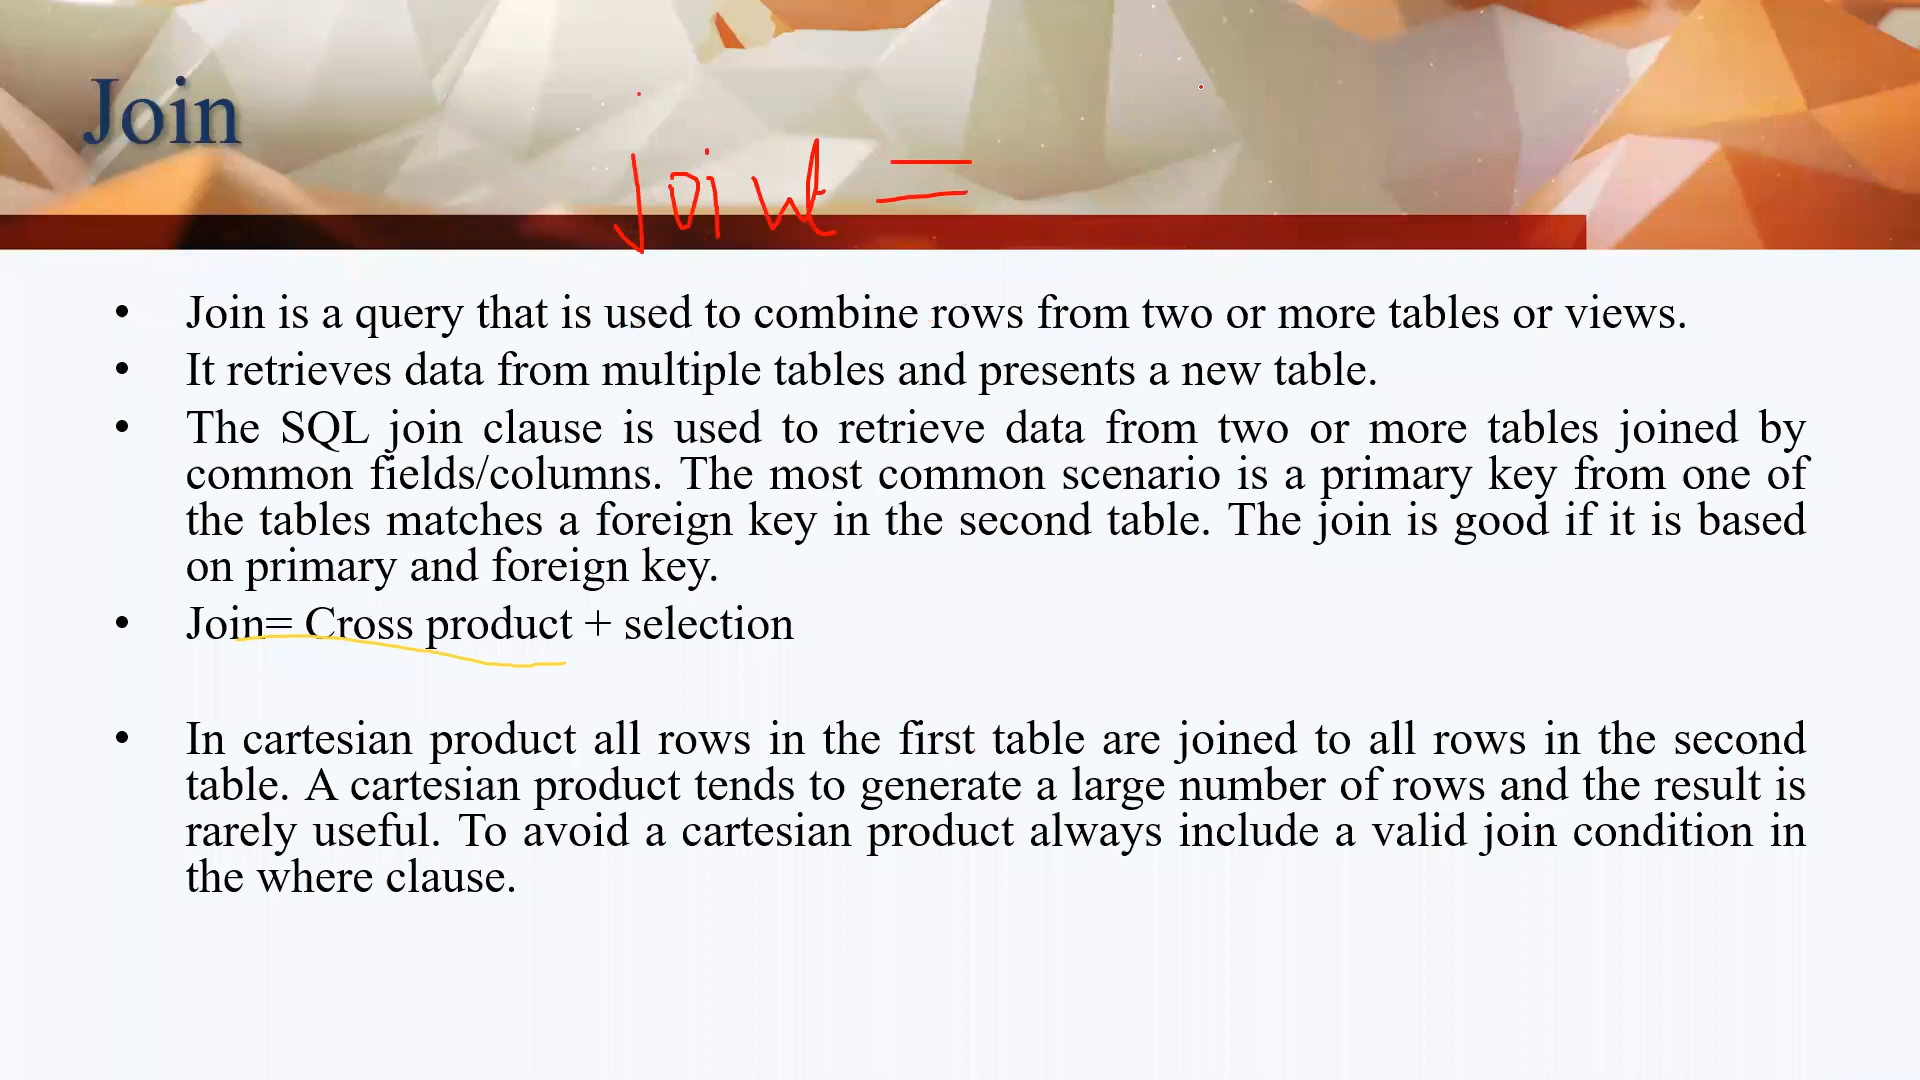 Join
Joint =
• Join is a query that is used to combine rows from two or more tables or views.
• It retrieves data from multiple tables and presents a new table.
• The SQL join clause is used to retrieve data from two or more tables joined by
common fields/columns. The most common scenario is a primary key from one of
the tables matches a foreign key in the second table. The join is good if it is based
on primary and foreign key.
• Join= Cross product + selection
• In cartesian product all rows in the first table are joined to all rows in the second
table. A cartesian product tends to generate a large number of rows and the result is
rarely useful. To avoid a cartesian product always include a valid join condition in
the where clause.